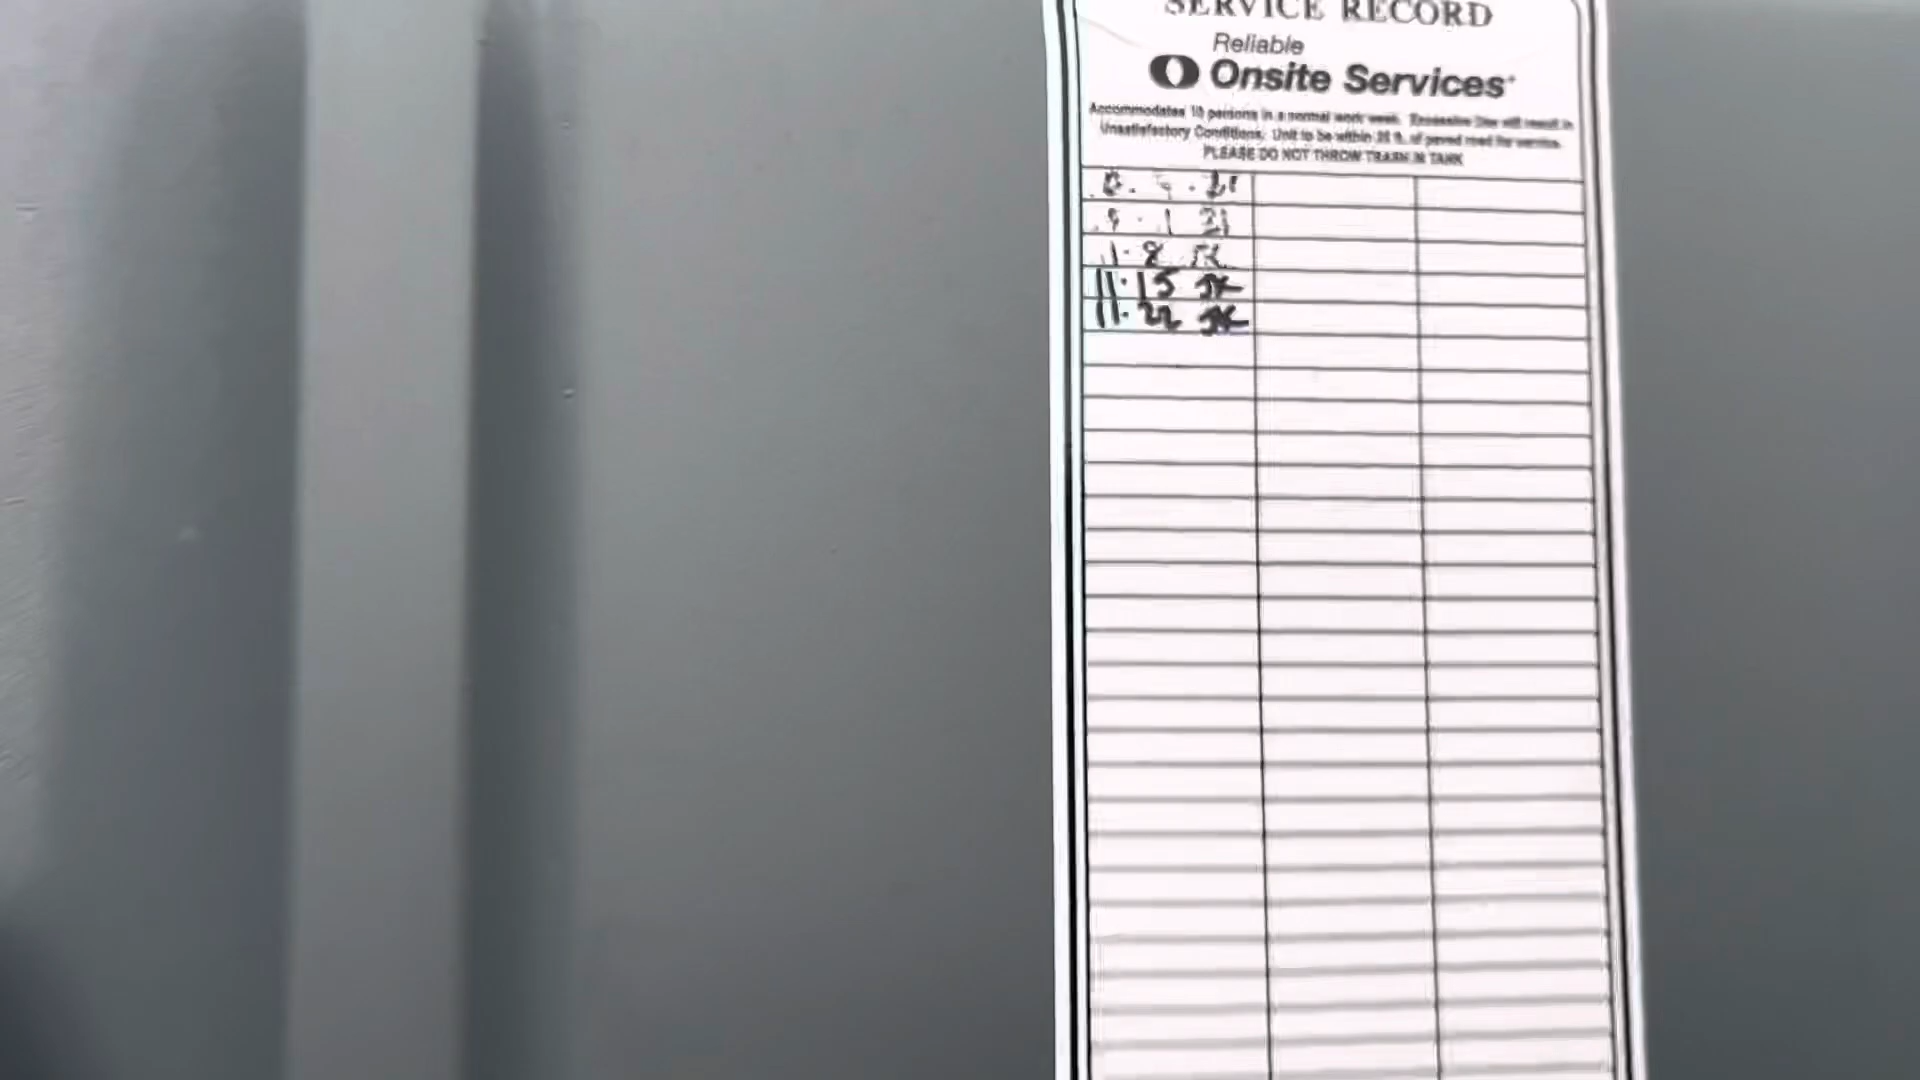 SERVICE RECORD
Reliable
Onsite Services
Accommodates 10 persons in a normal work week. Excessive Use will result in
Unsatisfactory Conditions. Unit to be within 25 ft. of paved road for service.
PLEASE DO NOT THROW TRASH IN TANK
11.15
11.22